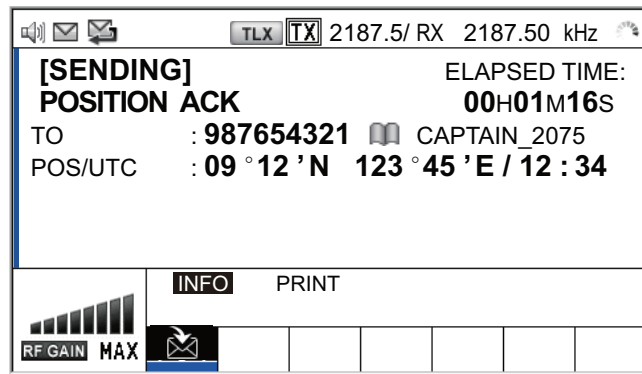 TLX TX 2187.5/ RX 2187.50 kHz
[SENDING] ELAPSED TIME:
POSITION ACK 00H01M16S
TO : 987654321 CAPTAIN_2075
POS/UTC : 09°12’N 123°45’E / 12 : 34
INFO PRINT
RF GAIN MAX